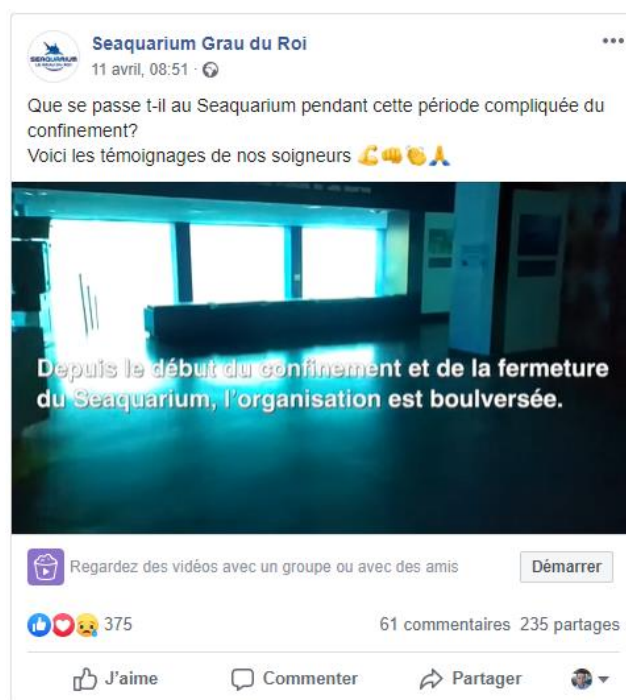 Seaquarium Grau du Roi
11 avril, 08:51 ·
SEAQUARIUM
Que se passe t-il au Seaquarium pendant cette période compliquée du
confinement?
Voici les témoignages de nos soigneurs
Depuis le début du confinement et de la fermeture
du Seaquarium, l'organisation est boulversée.
Regardez des vidéos avec un groupe ou avec des amis
Démarrer
375
61 commentaires 235 partages
J'aime
Commenter
Partager